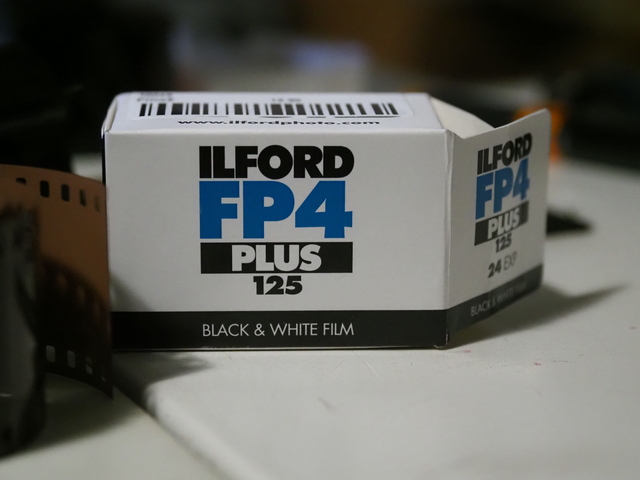 www.ilfordphoto.com
ILFORD
FP4
PLUS
125
BLACK & WHITE FILM
ILFORD
FP4
PLUS
125
24 EXP
BLACK & WHITE FILM